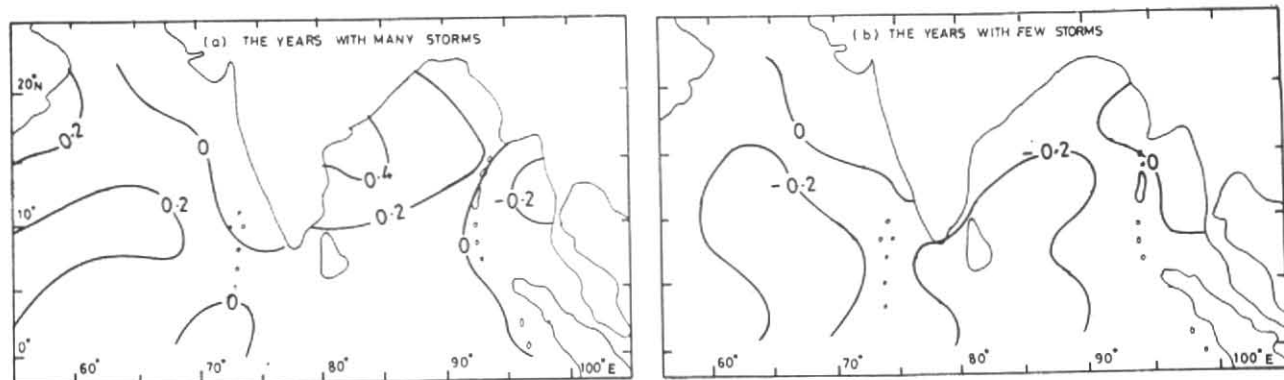 (a) THE YEARS WITH MANY STORMS
20°N
0.2
0
0.4
0.2
0.2
-0.2
10°
0
0
0°
60° 70° 80° 90° 100°E
(b) THE YEARS WITH FEW STORMS
0
-0.2
-0.2
0
60° 70° 80° 90° 100°E